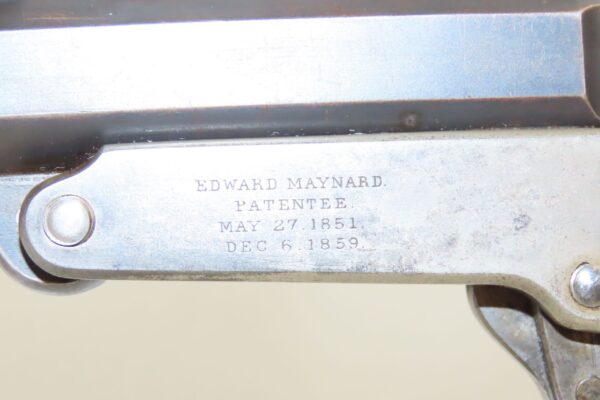 EDWARD MAYNARD.
PATENTEE.
MAY 27.1851.
DEC 6.1859.